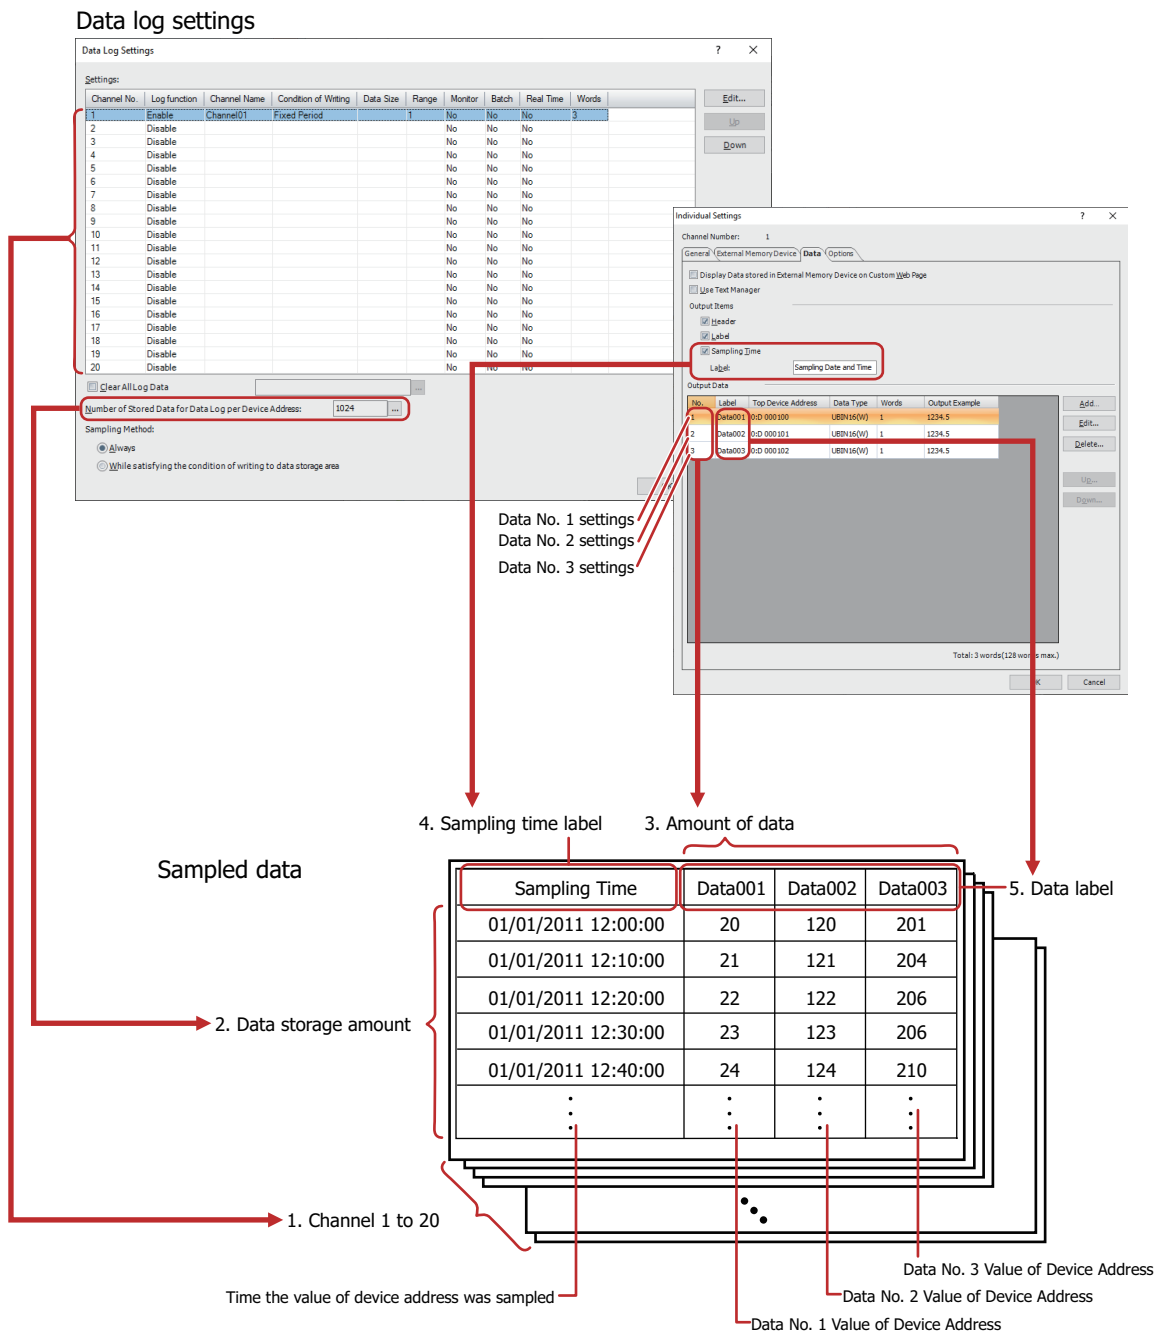 Data log settings
Data Log Settings ? ×
Settings:
Channel No. Log function Channel Name Condition of Writing Data Size Range Monitor Batch Real Time Words
1 Enable Channel01 Fixed Period 1 No No No 3
2 Disable No No No
3 Disable No No No
4 Disable No No No
5 Disable No No No
6 Disable No No No
7 Disable No No No
8 Disable No No No
9 Disable No No No
10 Disable No No No
11 Disable No No No
12 Disable No No No
13 Disable No No No
14 Disable No No No
15 Disable No No No
16 Disable No No No
17 Disable No No No
18 Disable No No No
19 Disable No No No
20 Disable No No No
Edit...
Up
Down
Clear All Log Data ...
Number of Stored Data for Data Log per Device Address: 1024 ...
Sampling Method:
Always
While satisfying the condition of writing to data storage area
Individual Settings ? ×
Channel Number: 1
General External Memory Device Data Options
Display Data stored in External Memory Device on Custom Web Page
Use Text Manager
Output Items
Header
Label
Sampling Time
Label: Sampling Date and Time
Output Data
No. Label Top Device Address Data Type Words Output Example
1 Data001 0:D 000100 UBIN16(W) 1 1234.5
2 Data002 0:D 000101 UBIN16(W) 1 1234.5
3 Data003 0:D 000102 UBIN16(W) 1 1234.5
Add...
Edit...
Delete...
Up...
Down...
Total: 3 words(128 words max.)
Cancel
Data No. 1 settings
Data No. 2 settings
Data No. 3 settings
4. Sampling time label
3. Amount of data
Sampled data
5. Data label
Sampling Time Data001 Data002 Data003
01/01/2011 12:00:00 20 120 201
01/01/2011 12:10:00 21 121 204
01/01/2011 12:20:00 22 122 206
01/01/2011 12:30:00 23 123 206
01/01/2011 12:40:00 24 124 210
2. Data storage amount
1. Channel 1 to 20
Data No. 3 Value of Device Address
Time the value of device address was sampled
Data No. 2 Value of Device Address
Data No. 1 Value of Device Address